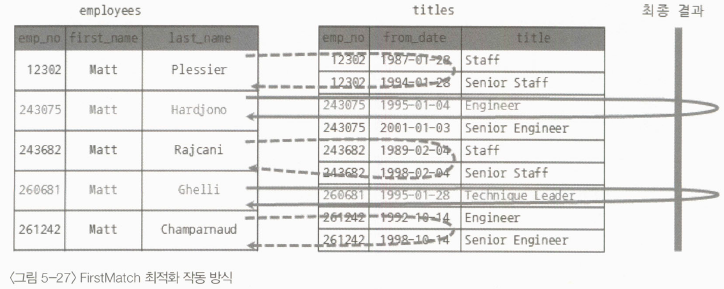 employees titles 최종 결과
emp_no first_name last_name emp_no from_date title
12302 Matt Plessier 12302 1987-01-28 Staff
12302 1994-01-28 Senior Staff
243075 Matt Hardjono 243075 1995-01-04 Engineer
243075 2001-01-03 Senior Engineer
243682 Matt Rajcani 243682 1989-02-04 Staff
243682 1998-02-04 Senior Staff
260681 Matt Ghelli 260681 1995-01-28 Technique Leader
261242 Matt Champarnaud 261242 1992-10-14 Engineer
261242 1998-10-14 Senior Engineer
〈그림 5-27〉 FirstMatch 최적화 작동 방식